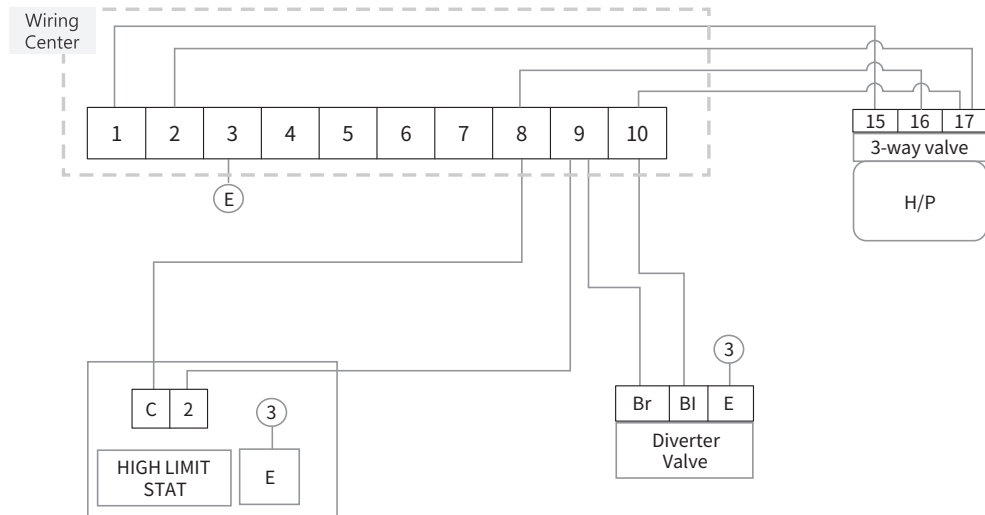 Wiring
Center
1 2 3 4 5 6 7 8 9 10
15 16 17
3-way valve
H/P
E
3
Br Bl E
Diverter
Valve
C 2
3
HIGH LIMIT
STAT
E